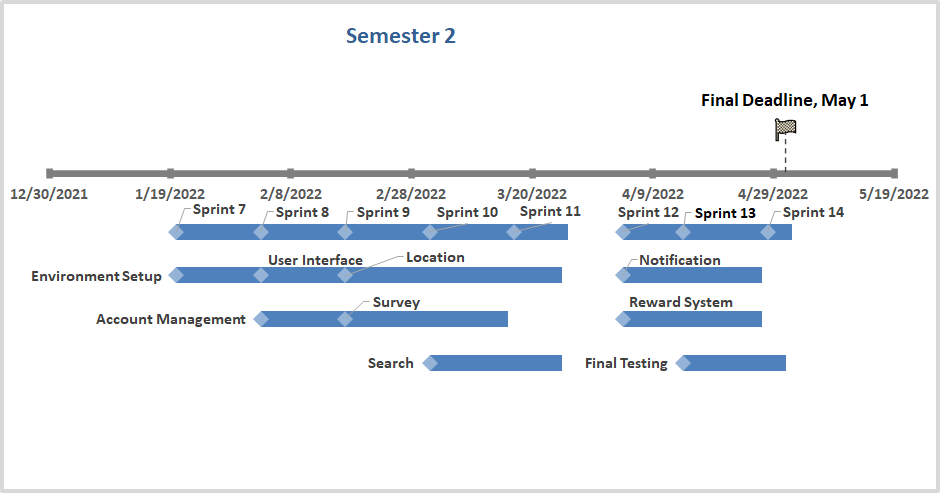 Semester 2
Final Deadline, May 1
12/30/2021
1/19/2022
2/8/2022
2/28/2022
3/20/2022
4/9/2022
4/29/2022
5/19/2022
Sprint 7
Sprint 8
Sprint 9
Sprint 10
Sprint 11
Sprint 12
Sprint 13
Sprint 14
Environment Setup
User Interface
Location
Notification
Account Management
Survey
Reward System
Search
Final Testing